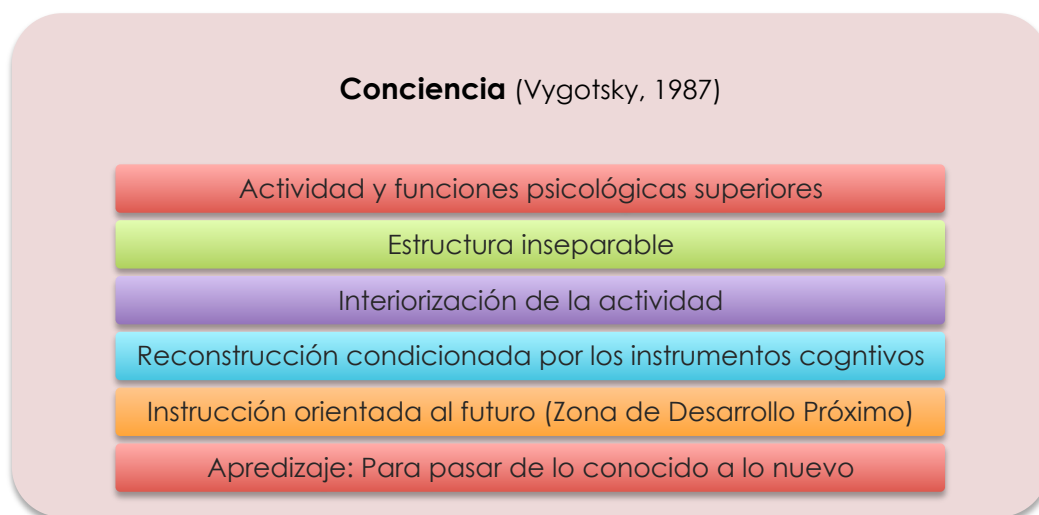 Conciencia (Vygotsky, 1987)
Actividad y funciones psicológicas superiores
Estructura inseparable
Interiorización de la actividad
Reconstrucción condicionada por los instrumentos cogntivos
Instrucción orientada al futuro (Zona de Desarrollo Próximo)
Apredizaje: Para pasar de lo conocido a lo nuevo